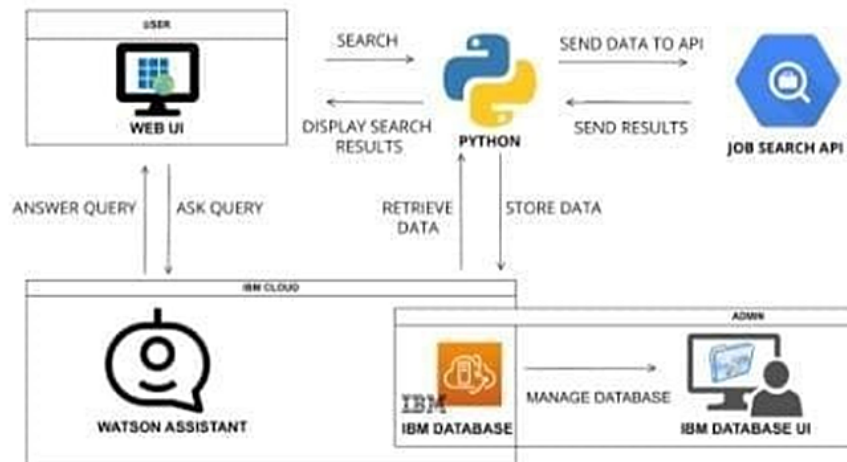 USER
WEB UI
SEARCH
DISPLAY SEARCH
RESULTS
PYTHON
SEND DATA TO API
SEND RESULTS
JOB SEARCH API
ANSWER QUERY
ASK QUERY
RETRIEVE
DATA
STORE DATA
IBM CLOUD
WATSON ASSISTANT
ADMIN
IBM
IBM DATABASE
MANAGE DATABASE
IBM DATABASE UI